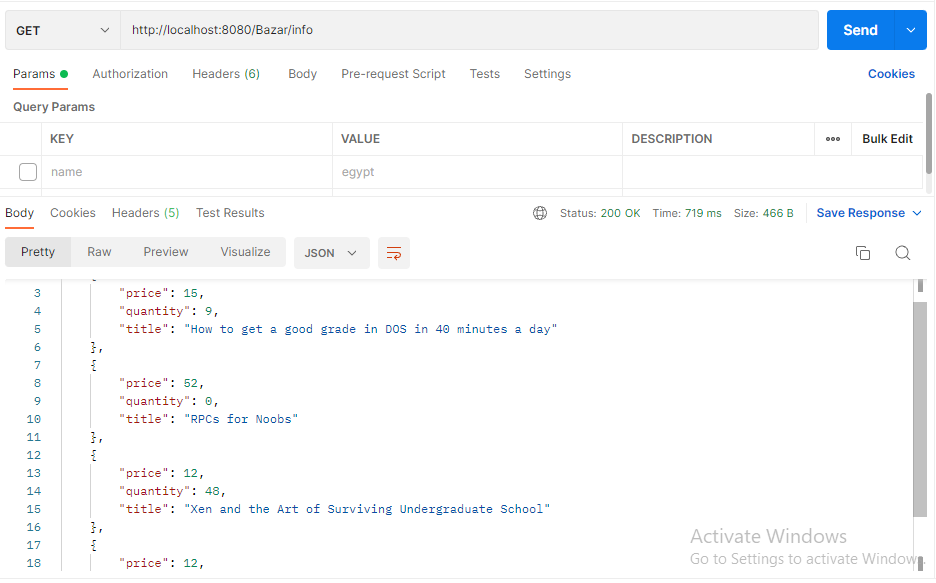 GET http://localhost:8080/Bazar/info Send
Params Authorization Headers (6) Body Pre-request Script Tests Settings Cookies
Query Params
KEY VALUE DESCRIPTION ooo Bulk Edit
name egypt
Body Cookies Headers (5) Test Results Status: 200 OK Time: 719 ms Size: 466 B Save Response
Pretty Raw Preview Visualize JSON
3 "price": 15,
4 "quantity": 9,
5 "title": "How to get a good grade in DOS in 40 minutes a day"
6 },
7 {
8 "price": 52,
9 "quantity": 0,
10 "title": "RPCs for Noobs"
11 },
12 {
13 "price": 12,
14 "quantity": 48,
15 "title": "Xen and the Art of Surviving Undergraduate School"
16 },
17 {
18 "price": 12,
Activate Windows
Go to Settings to activate Windows.